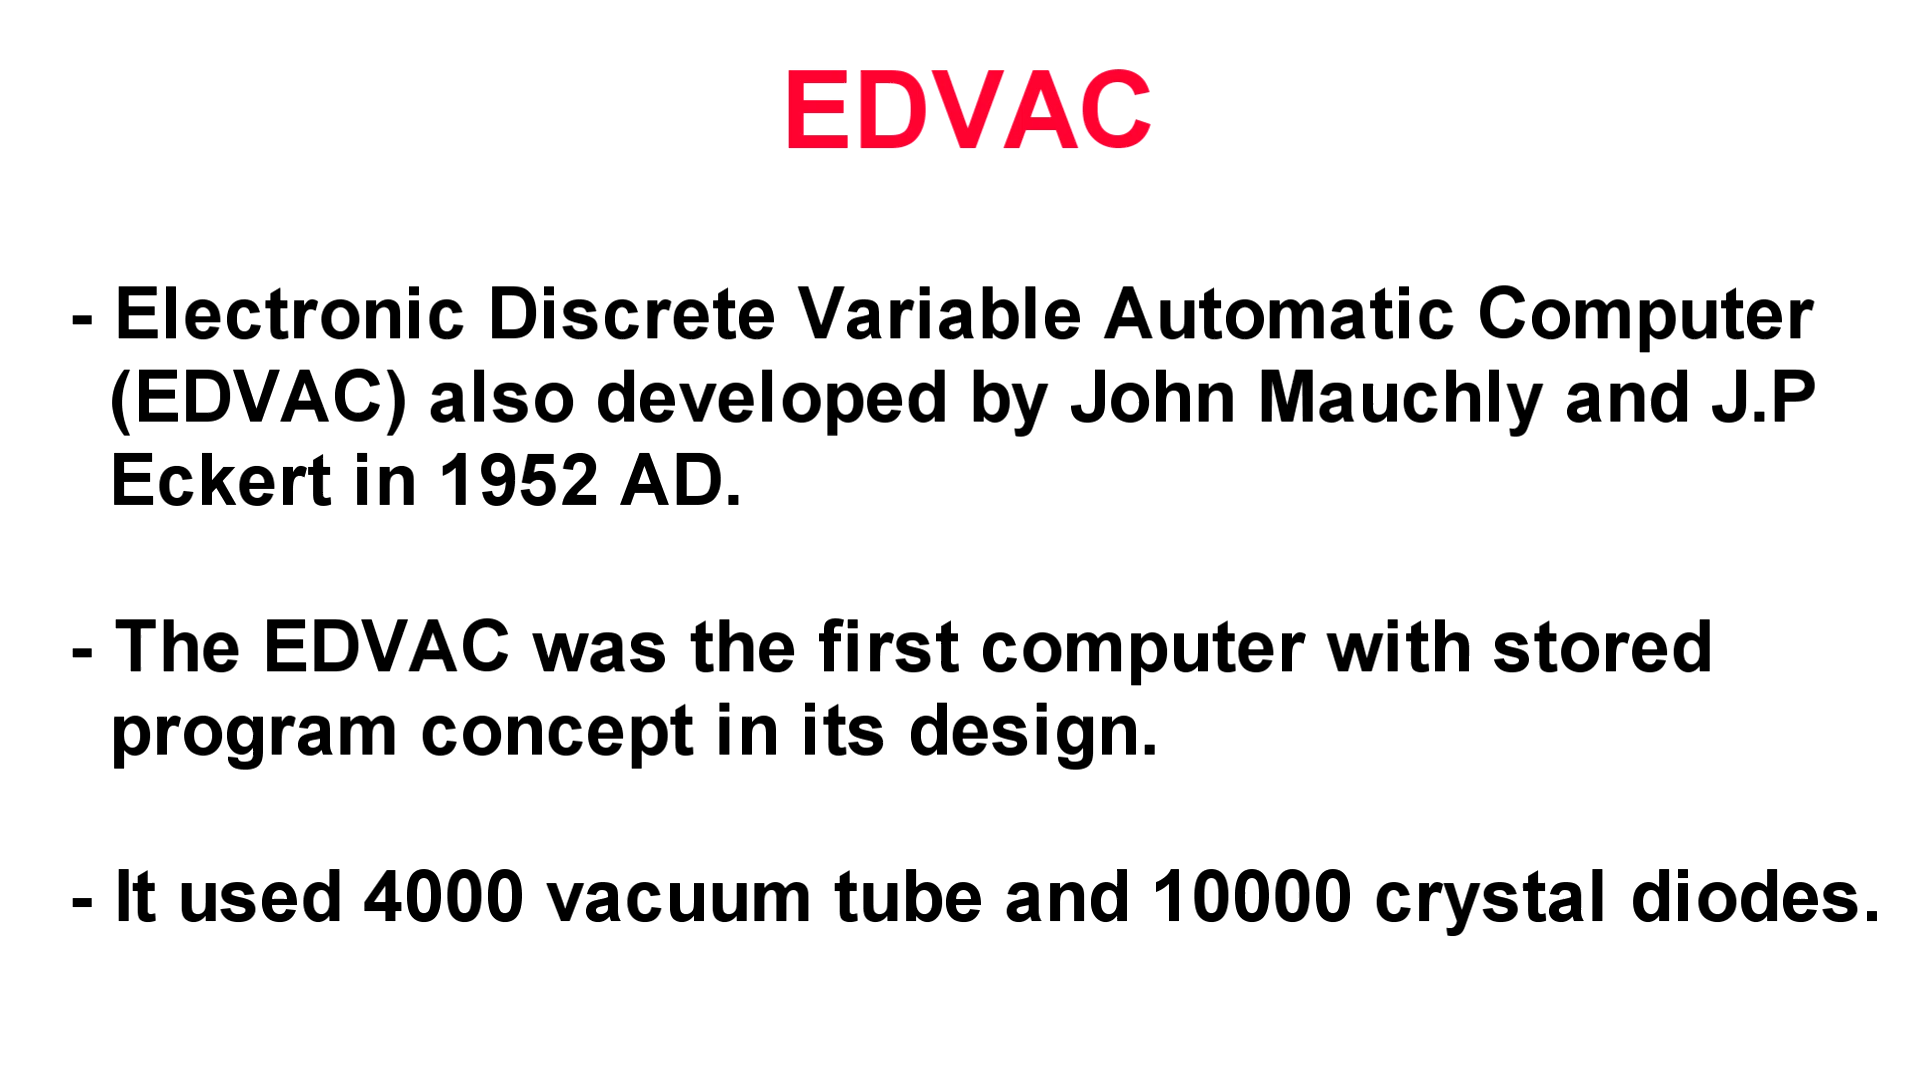 EDVAC
- Electronic Discrete Variable Automatic Computer
(EDVAC) also developed by John Mauchly and J.P
Eckert in 1952 AD.
- The EDVAC was the first computer with stored
program concept in its design.
- It used 4000 vacuum tube and 10000 crystal diodes.